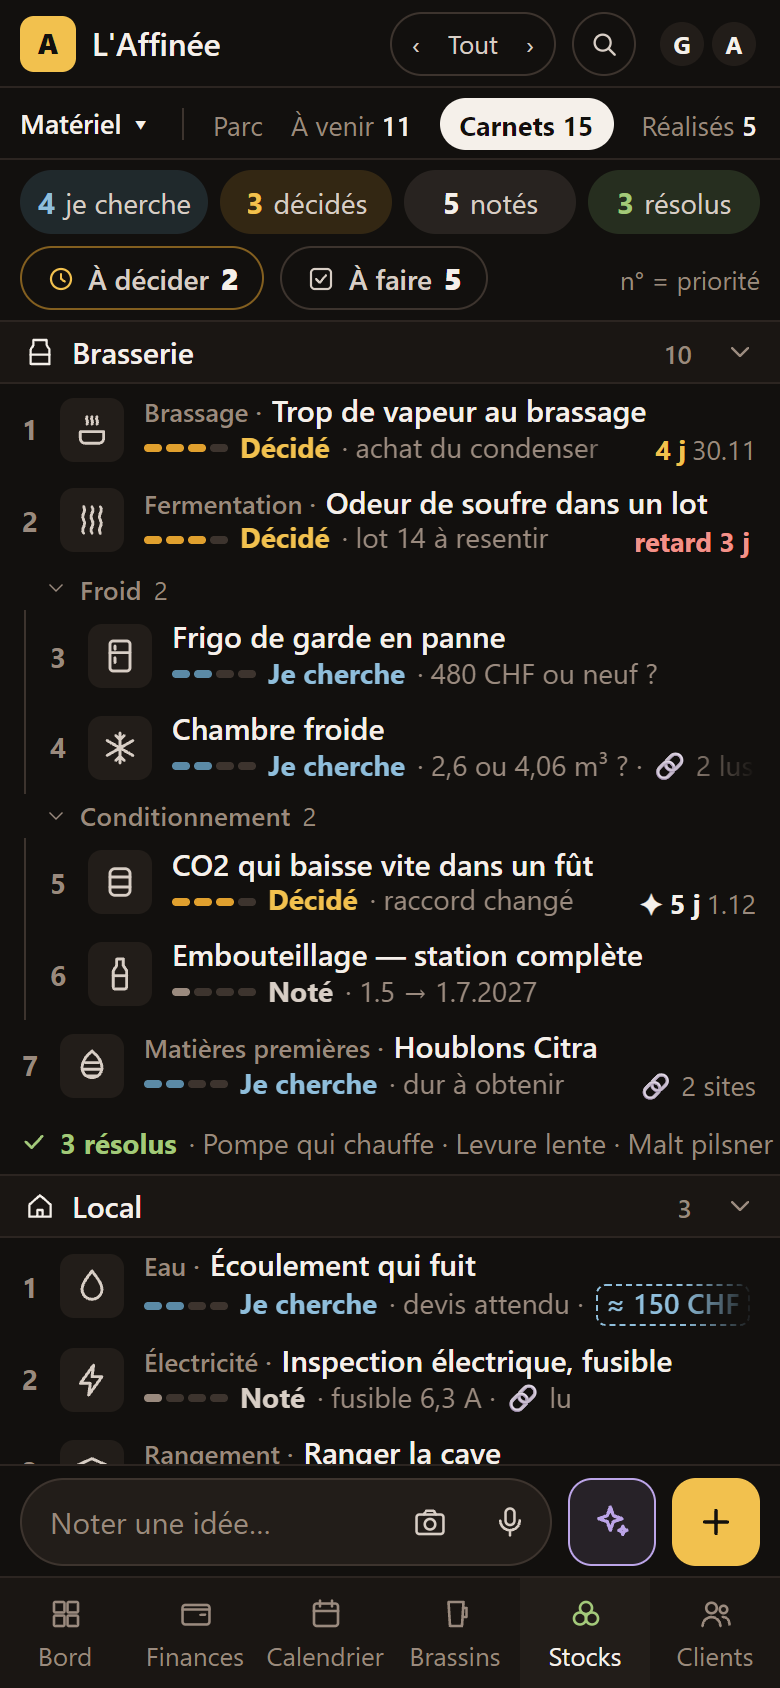 A L'Affinée ‹ Tout › G A
Matériel ▼ Parc À venir 11 Carnets 15 Réalisés 5
4 je cherche 3 décidés 5 notés 3 résolus
À décider 2 À faire 5 n° = priorité
Brasserie 10
1 Brassage · Trop de vapeur au brassage
Décidé · achat du condenser 4 j 30.11
2 Fermentation · Odeur de soufre dans un lot
Décidé · lot 14 à resentir retard 3 j
Froid 2
3 Frigo de garde en panne
Je cherche · 480 CHF ou neuf ?
4 Chambre froide
Je cherche · 2,6 ou 4,06 m³ ? · 2 lus
Conditionnement 2
5 CO2 qui baisse vite dans un fût
Décidé · raccord changé ✦ 5 j 1.12
6 Embouteillage — station complète
Noté · 1.5 → 1.7.2027
7 Matières premières · Houblons Citra
Je cherche · dur à obtenir 2 sites
3 résolus · Pompe qui chauffe · Levure lente · Malt pilsner
Local 3
1 Eau · Écoulement qui fuit
Je cherche · devis attendu · ≈ 150 CHF
2 Électricité · Inspection électrique, fusible
Noté · fusible 6,3 A · lu
Rangement · Ranger la cave
Noter une idée...
Bord Finances Calendrier Brassins Stocks Clients